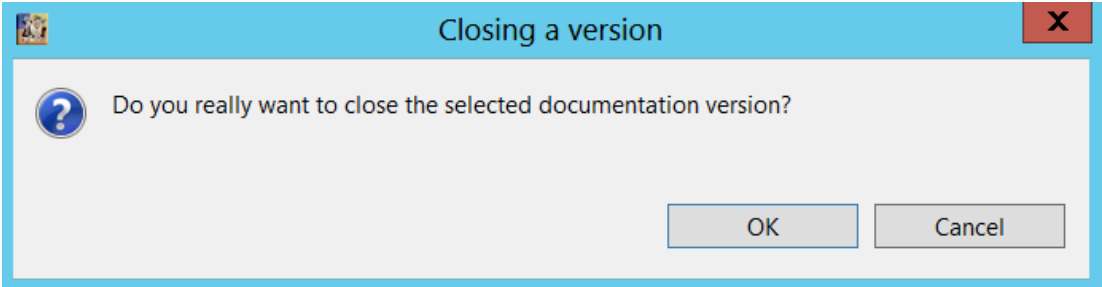 Closing a version
X
Do you really want to close the selected documentation version?
OK
Cancel